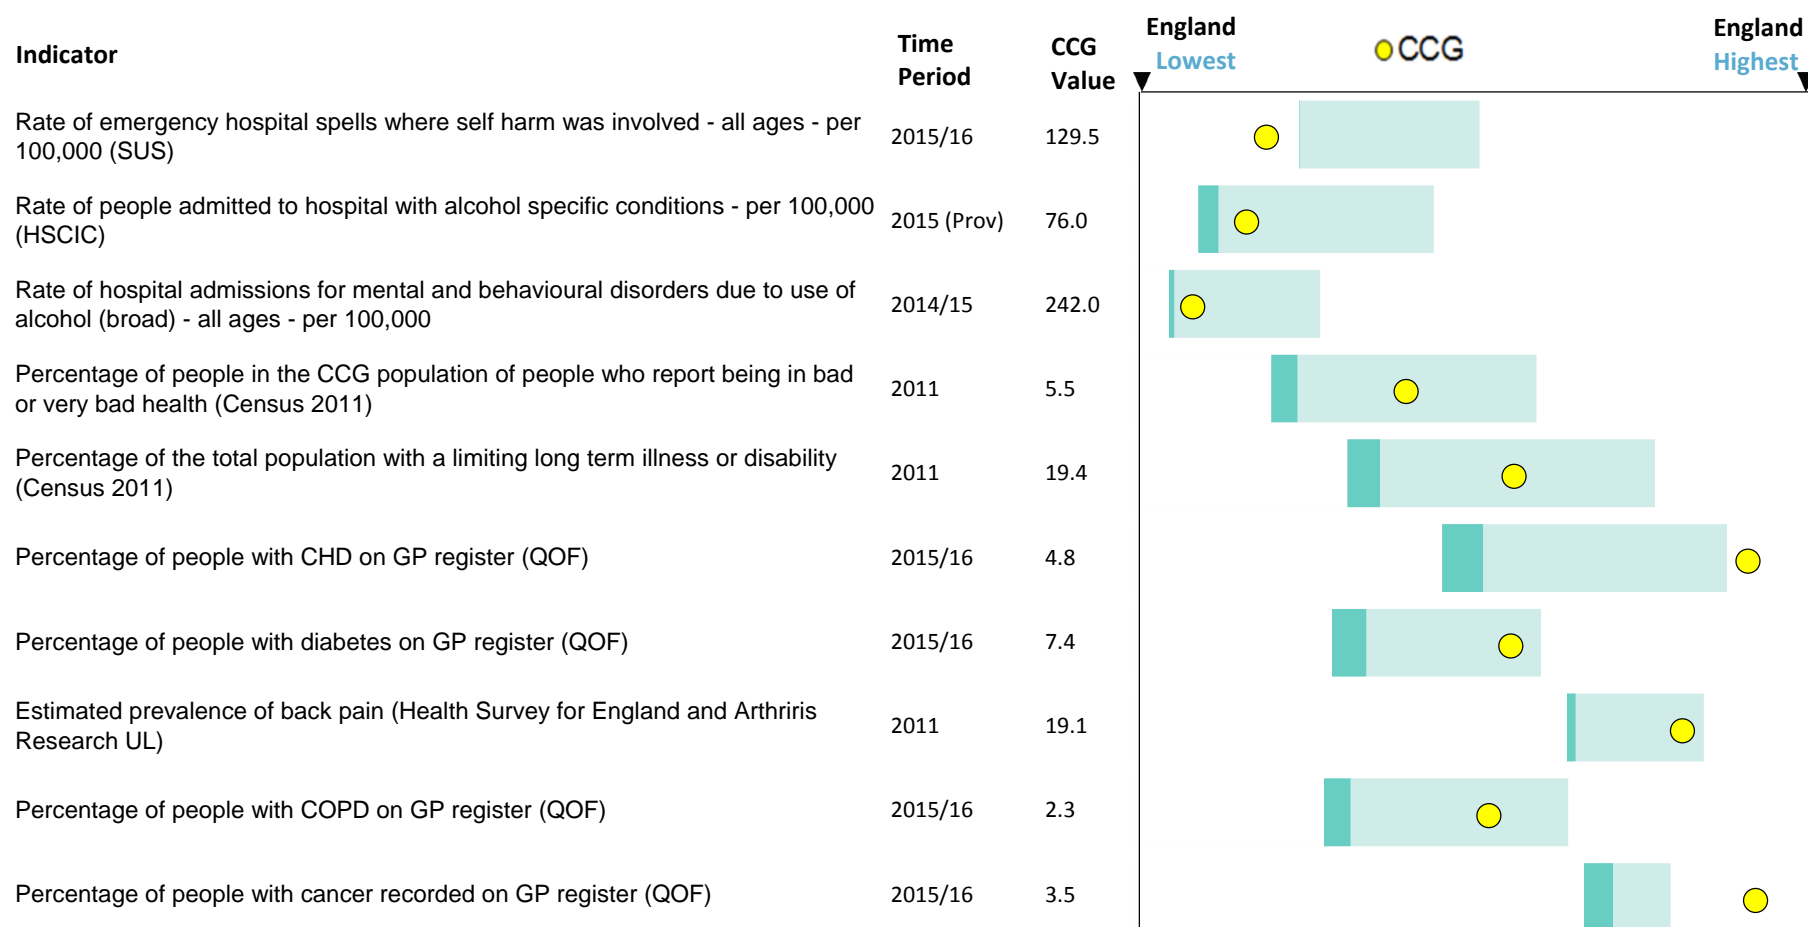 Indicator
Time
Period
CCG
Value
England
Lowest
CCG
England
Highest
Rate of emergency hospital spells where self harm was involved - all ages - per
100,000 (SUS)
2015/16
129.5
Rate of people admitted to hospital with alcohol specific conditions - per 100,000
(HSCIC)
2015 (Prov)
76.0
Rate of hospital admissions for mental and behavioural disorders due to use of
alcohol (broad) - all ages - per 100,000
2014/15
242.0
Percentage of people in the CCG population of people who report being in bad
or very bad health (Census 2011)
2011
5.5
Percentage of the total population with a limiting long term illness or disability
(Census 2011)
2011
19.4
Percentage of people with CHD on GP register (QOF)
2015/16
4.8
Percentage of people with diabetes on GP register (QOF)
2015/16
7.4
Estimated prevalence of back pain (Health Survey for England and Arthriris
Research UL)
2011
19.1
Percentage of people with COPD on GP register (QOF)
2015/16
2.3
Percentage of people with cancer recorded on GP register (QOF)
2015/16
3.5